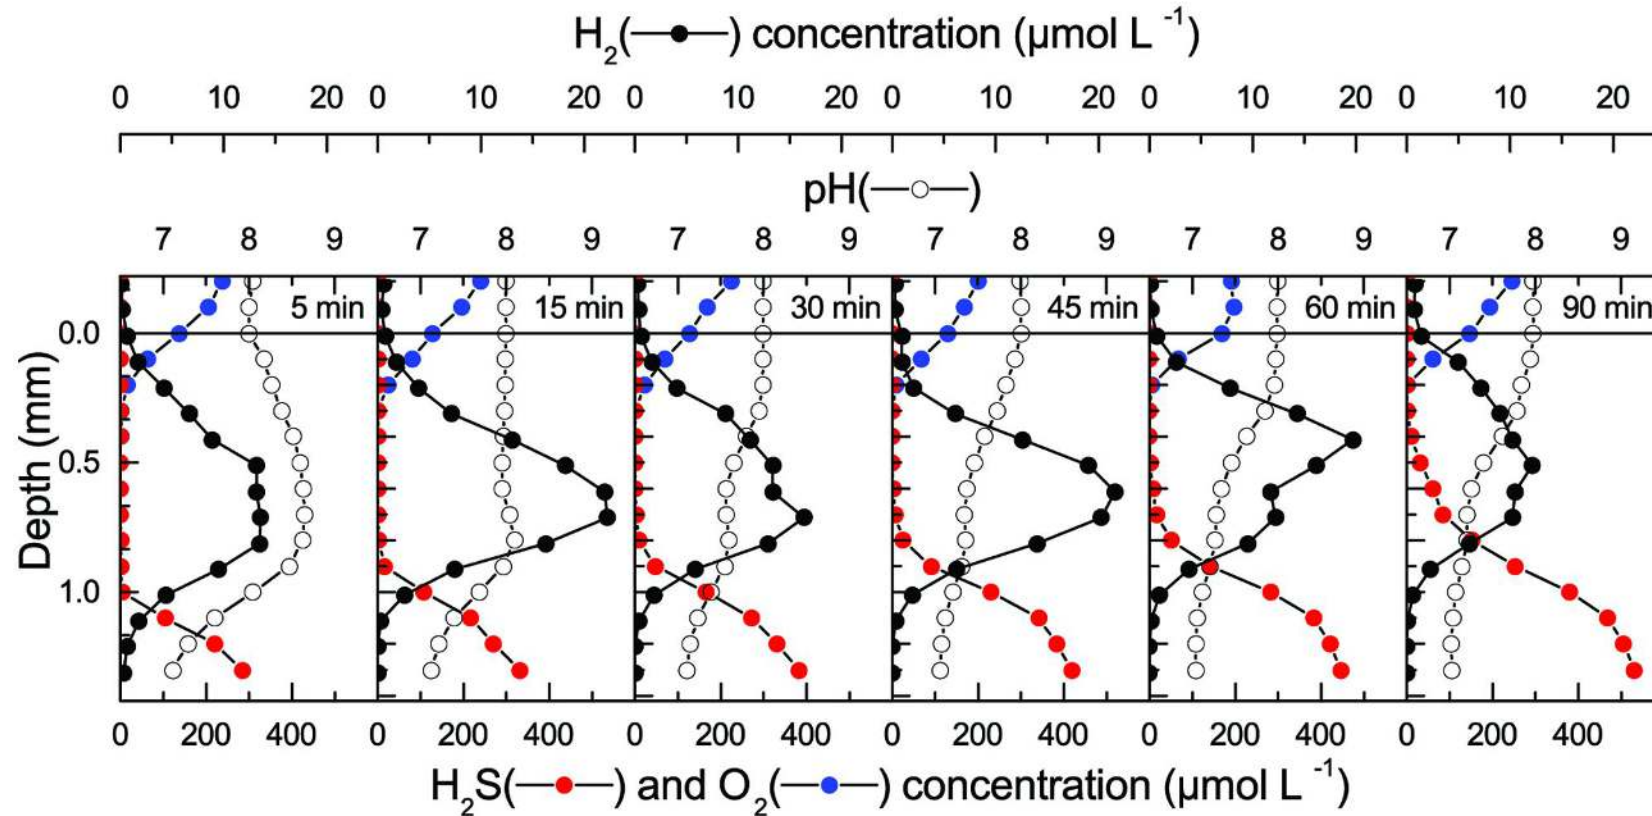 H₂(—●—) concentration (µmol L⁻¹)
0 10 20 0 10 20 0 10 20 0 10 20 0 10 20 0 10 20
pH(—○—)
7 8 9 7 8 9 7 8 9 7 8 9 7 8 9 7 8 9
5 min 15 min 30 min 45 min 60 min 90 min
0.0
0.5
1.0
Depth (mm)
0 200 400 0 200 400 0 200 400 0 200 400 0 200 400 0 200 400
H₂S(—●—) and O₂(—●—) concentration (µmol L⁻¹)